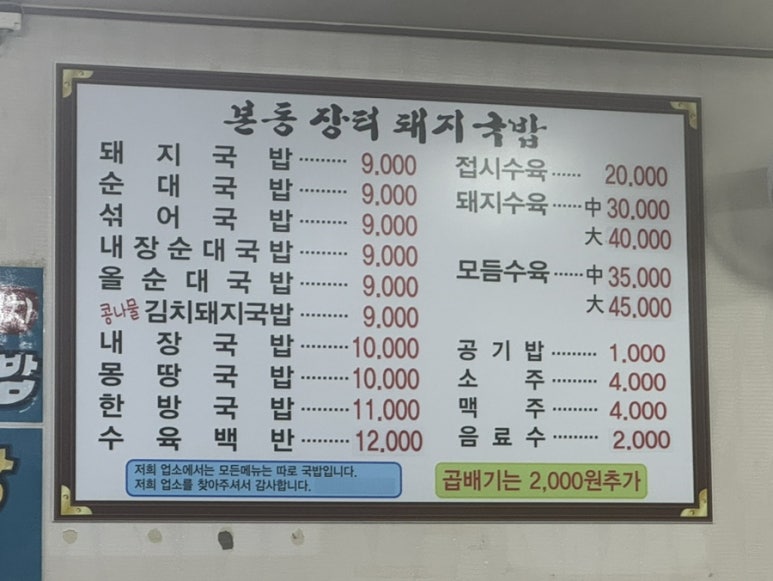 본동 장터 돼지국밥
돼지국밥 ········· 9,000
순대국밥 ········· 9,000
섞어국밥 ········· 9,000
내장순대국밥 ········· 9,000
올순대국밥 ········· 9,000
콩나물 김치돼지국밥 ········· 9,000
내장국밥 ········· 10,000
몽땅국밥 ········· 10,000
한방국밥 ········· 11,000
수육백반 ········· 12,000
접시수육 ······ 20,000
돼지수육 ······ 中 30,000
大 40,000
모듬수육 ······ 中 35,000
大 45,000
공기밥 ········· 1,000
소주 ········· 4,000
맥주 ········· 4,000
음료수 ········· 2,000
저희 업소에서는 모든메뉴는 따로 국밥입니다.
저희 업소를 찾아주셔서 감사합니다.
곱배기는 2,000원추가
밥